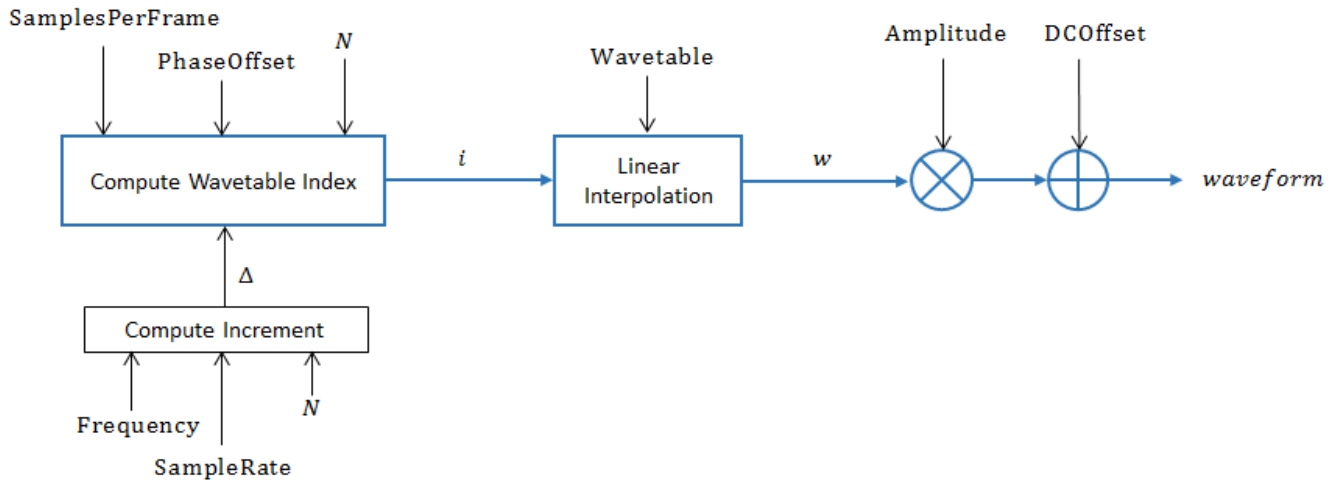 SamplesPerFrame
PhaseOffset
N
Wavetable
Amplitude
DCOffset
Compute Wavetable Index
i
Linear
Interpolation
w
waveform
Δ
Compute Increment
Frequency
SampleRate
N